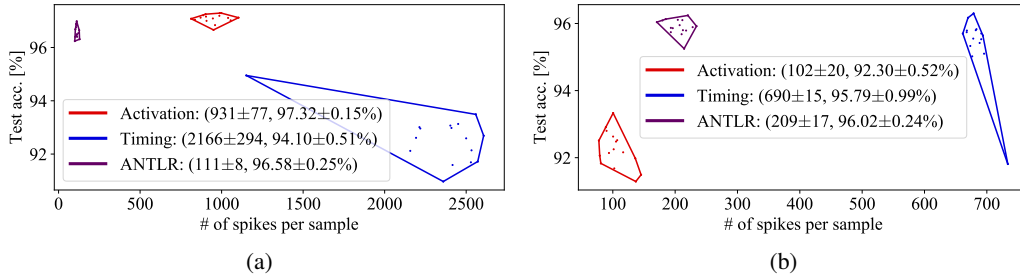 96
94
92
Test acc. [%]
Activation: (931±77, 97.32±0.15%)
Timing: (2166±294, 94.10±0.51%)
ANTLR: (111±8, 96.58±0.25%)
0 500 1000 1500 2000 2500
# of spikes per sample
(a)
96
94
92
Test acc. [%]
Activation: (102±20, 92.30±0.52%)
Timing: (690±15, 95.79±0.99%)
ANTLR: (209±17, 96.02±0.24%)
100 200 300 400 500 600 700
# of spikes per sample
(b)